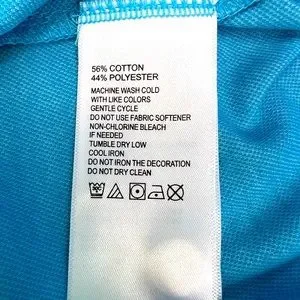 56% COTTON
44% POLYESTER
MACHINE WASH COLD
WITH LIKE COLORS
GENTLE CYCLE
DO NOT USE FABRIC SOFTENER
NON-CHLORINE BLEACH
IF NEEDED
TUMBLE DRY LOW
COOL IRON
DO NOT IRON THE DECORATION
DO NOT DRY CLEAN